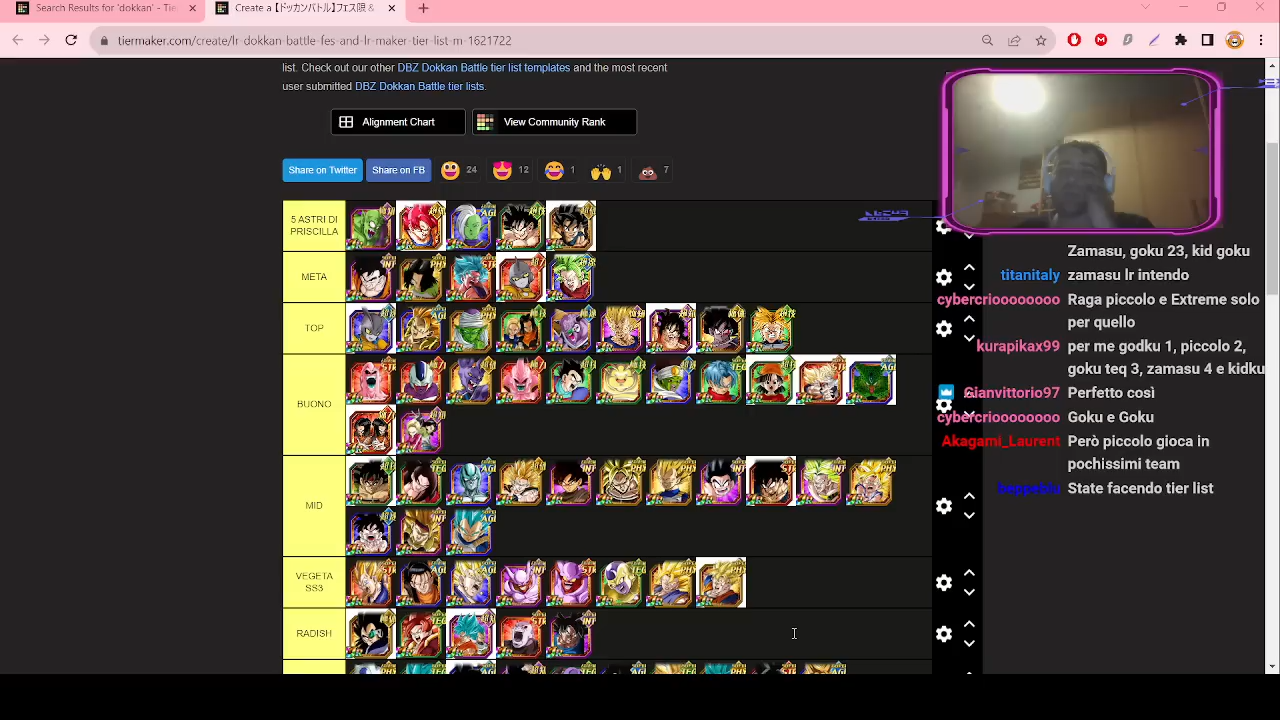 Search Results for 'dokkan' - Tie
Create a 【ドッカンバトル】フェス限 &
tiermaker.com/create/lr-dokkan-battle-fes-and-lr-maker-tier-list-m-1621722
list. Check out our other DBZ Dokkan Battle tier list templates and the most recent
user submitted DBZ Dokkan Battle tier lists.
Alignment Chart
View Community Rank
Share on Twitter
Share on FB
24
12
1
1
7
5 ASTRI DI
PRISCILLA
META
TOP
BUONO
MID
VEGETA
SS3
RADISH
Zamasu, goku 23, kid goku
titanitaly zamasu lr intendo
cybercrioooooooo Raga piccolo e Extreme solo
per quello
kurapikax99 per me godku 1, piccolo 2,
goku teq 3, zamasu 4 e kidku
Gianvittorio97 Perfetto così
cybercrioooooooo Goku e Goku
Akagami_Laurent Però piccolo gioca in
pochissimi team
State facendo tier list